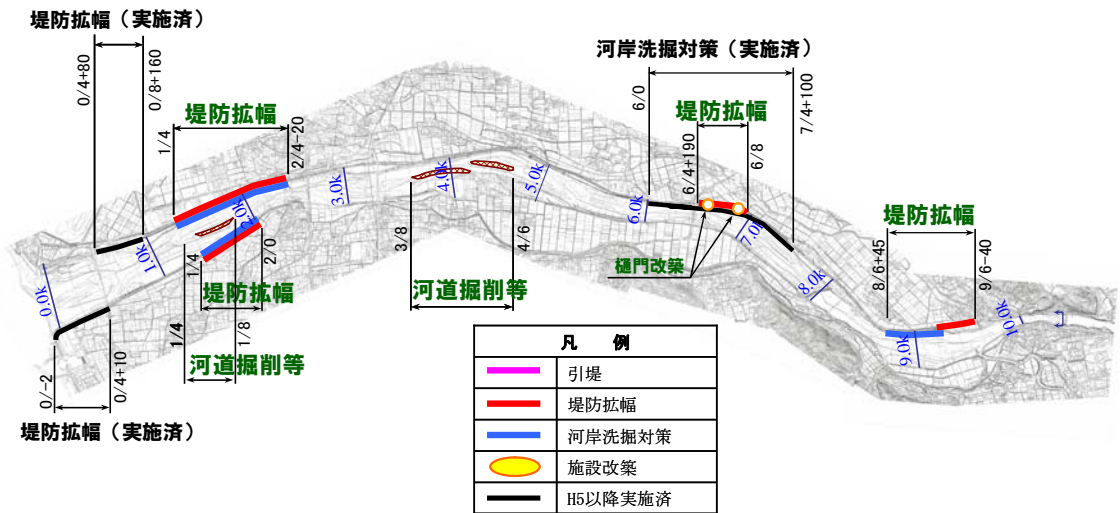 堤防拡幅（実施済）
0/4+80
0/8+160
堤防拡幅
1/4
2/4-20
河岸洗掘対策（実施済）
6/0
7/4+100
堤防拡幅
6/4+190
6/8
堤防拡幅
8/6+45
9/6-40
0.0k
1.0k
2.0k
3.0k
4.0k
5.0k
6.0k
7.0k
8.0k
9.0k
10.0k
樋門改築
1/4
2/0
堤防拡幅
1/4
1/8
河道掘削等
3/8
4/6
河道掘削等
0/-2
0/4+10
堤防拡幅（実施済）
凡 例
引堤
堤防拡幅
河岸洗掘対策
施設改築
H5以降実施済